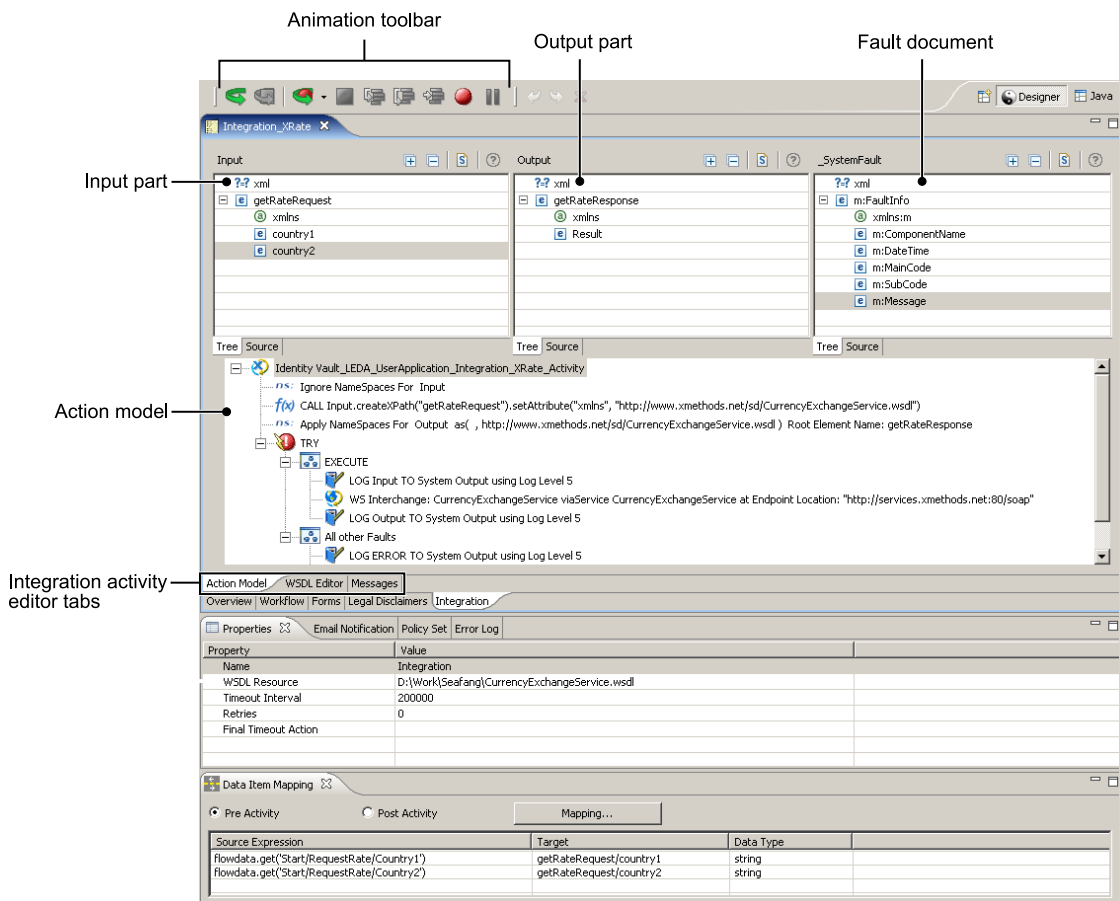 Animation toolbar
Output part
Fault document
Designer
Java
Integration_XRate
Input
Output
_SystemFault
Input part
?=? xml
getRateRequest
xmlns
country1
country2
Tree Source
?=? xml
getRateResponse
xmlns
Result
Tree Source
?=? xml
m:FaultInfo
xmlns:m
m:ComponentName
m:DateTime
m:MainCode
m:SubCode
m:Message
Tree Source
Action model
Identity Vault_LEDA_UserApplication_Integration_XRate_Activity
ns: Ignore NameSpaces For Input
f(x) CALL Input.createXPath("getRateRequest").setAttribute("xmlns", "http://www.xmethods.net/sd/CurrencyExchangeService.wsdl")
ns: Apply NameSpaces For Output as( , http://www.xmethods.net/sd/CurrencyExchangeService.wsdl ) Root Element Name: getRateResponse
TRY
EXECUTE
LOG Input TO System Output using Log Level 5
WS Interchange: CurrencyExchangeService viaService CurrencyExchangeService at Endpoint Location: "http://services.xmethods.net:80/soap"
LOG Output TO System Output using Log Level 5
All other Faults
LOG ERROR TO System Output using Log Level 5
Integration activity
editor tabs
Action Model WSDL Editor Messages
Overview Workflow Forms Legal Disclaimers Integration
Properties Email Notification Policy Set Error Log
Property Value
Name Integration
WSDL Resource D:\Work\Seafang\CurrencyExchangeService.wsdl
Timeout Interval 200000
Retries 0
Final Timeout Action
Data Item Mapping
Pre Activity Post Activity Mapping...
Source Expression Target Data Type
flowdata.get('Start/RequestRate/Country1') getRateRequest/country1 string
flowdata.get('Start/RequestRate/Country2') getRateRequest/country2 string